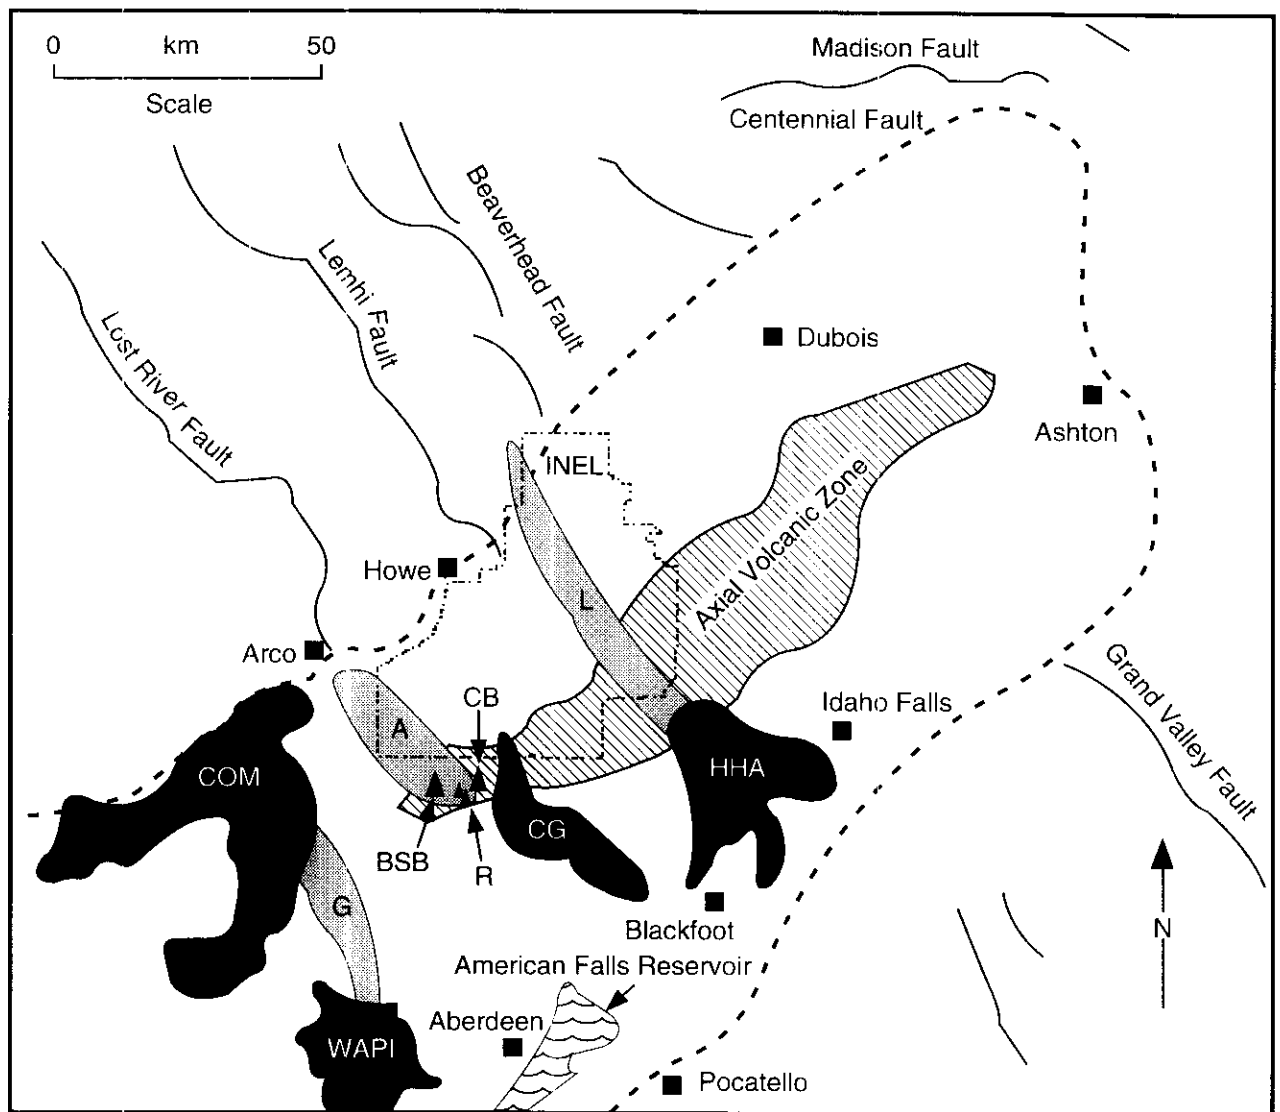 0 km 50
Scale
Madison Fault
Centennial Fault
Beaverhead Fault
Lemhi Fault
Lost River Fault
Dubois
Ashton
INEL
Axial Volcanic Zone
Howe
L
Arco
Grand Valley Fault
CB
Idaho Falls
A
COM
HHA
CG
BSB
R
G
Blackfoot
N
American Falls Reservoir
Aberdeen
WAPI
Pocatello